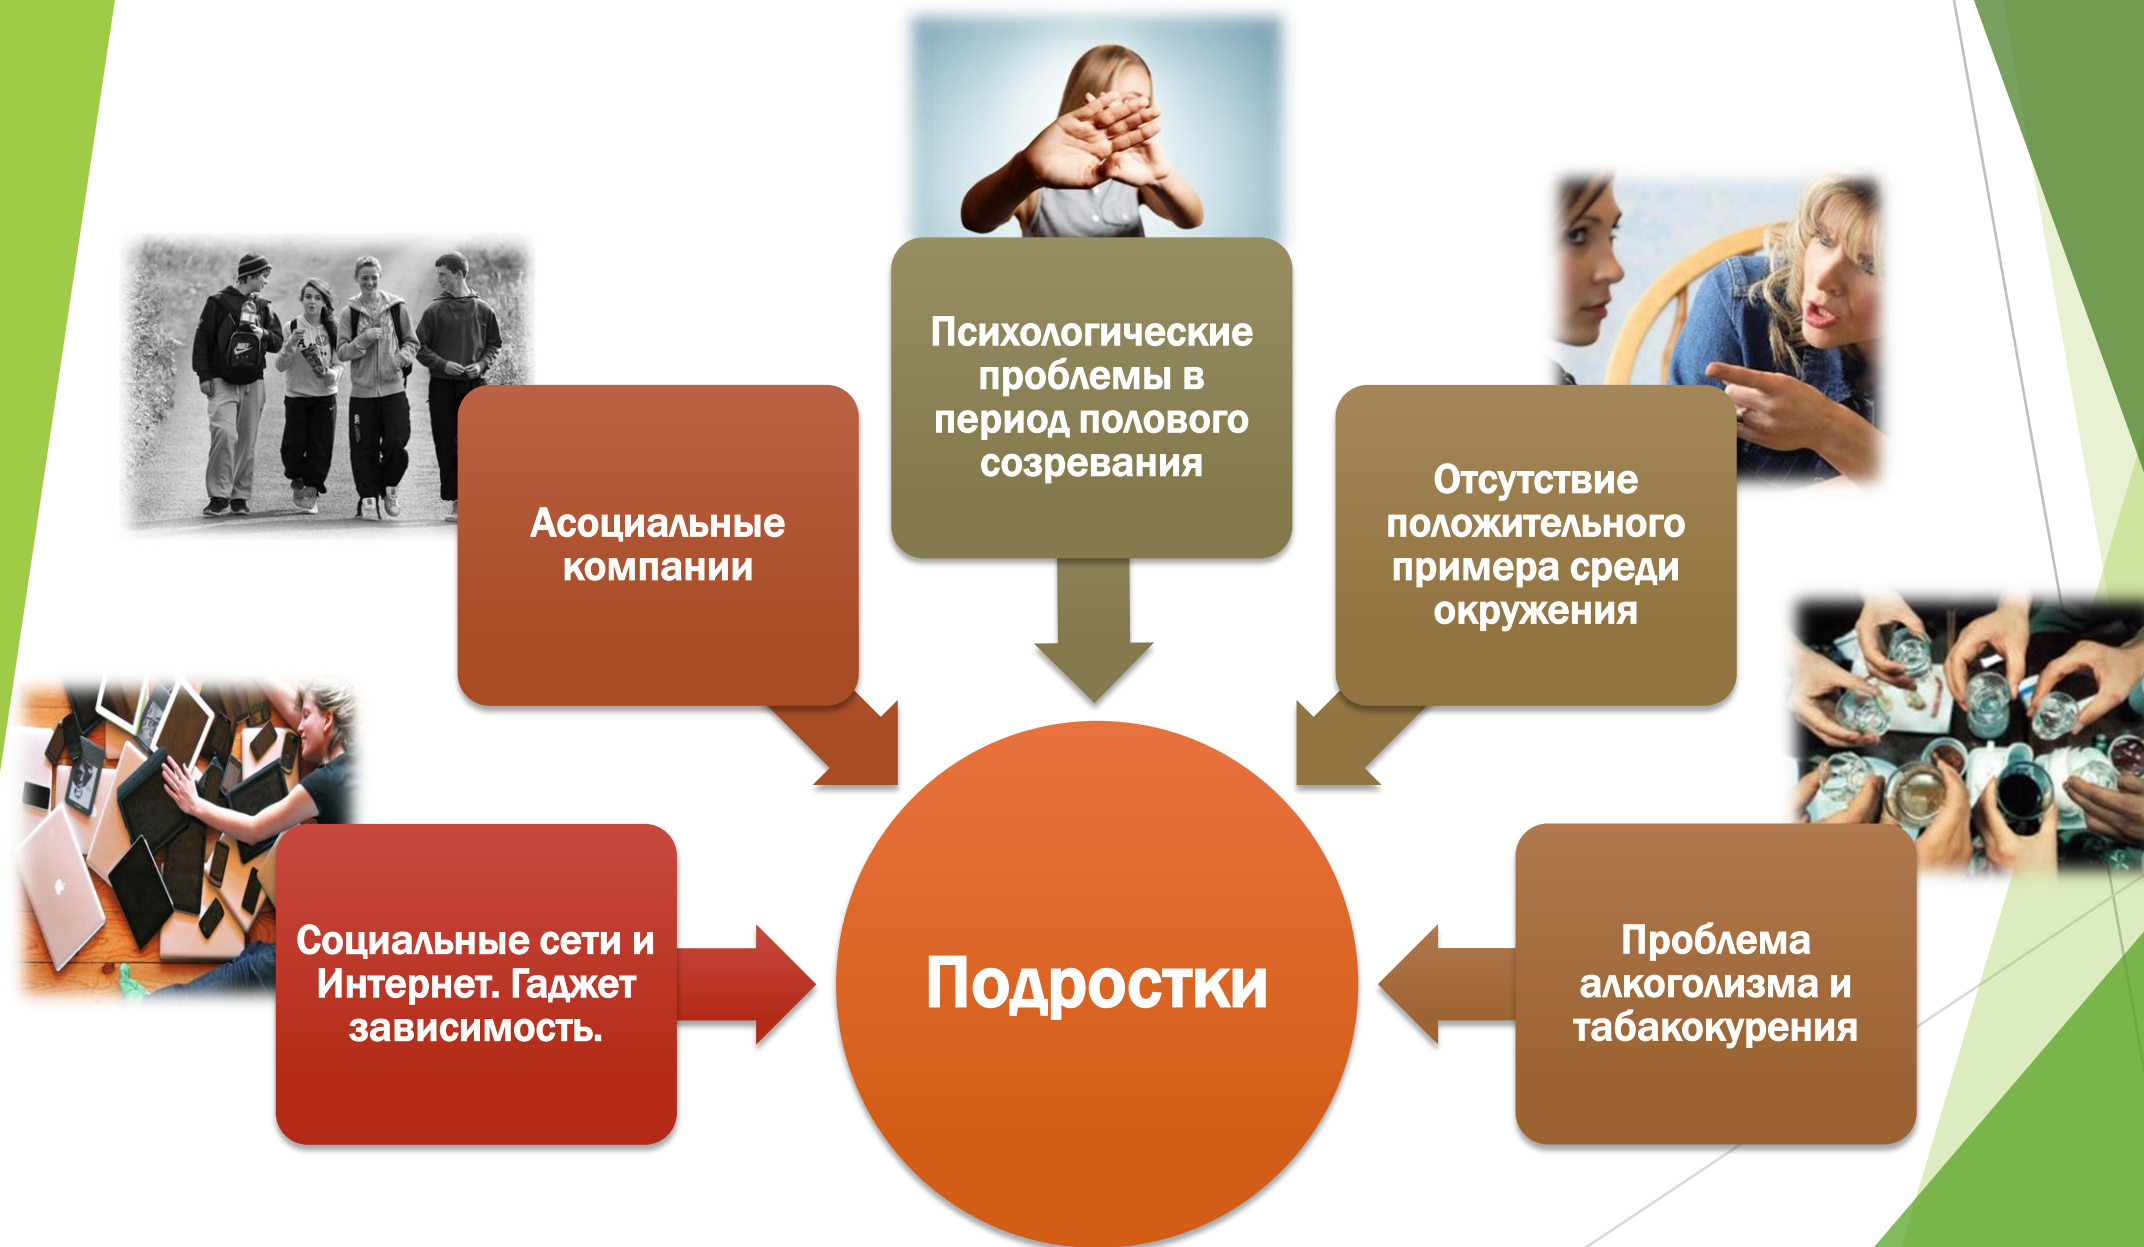 Психологические
проблемы в
период полового
созревания
Асоциальные
компании
Отсутствие
положительного
примера среди
окружения
Социальные сети и
Интернет. Гаджет
зависимость.
Подростки
Проблема
алкоголизма и
табакокурения